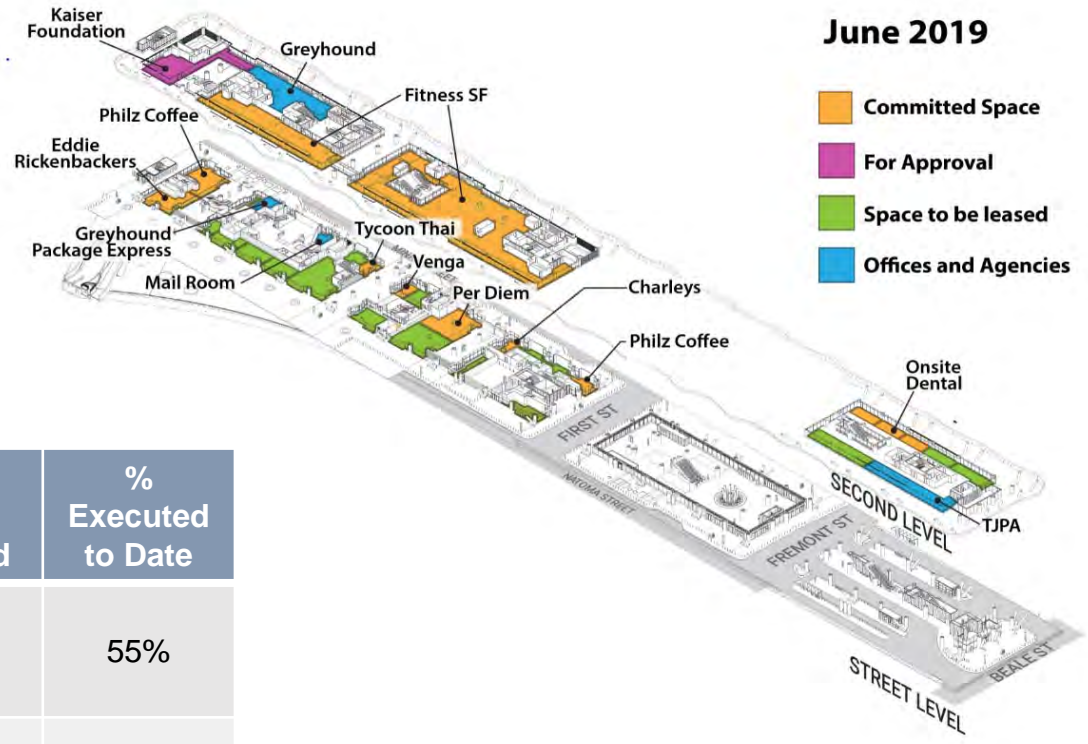 June 2019
Committed Space
For Approval
Space to be leased
Offices and Agencies
Kaiser
Foundation
Greyhound
Fitness SF
Philz Coffee
Eddie
Rickenbackers
Greyhound
Package Express
Mail Room
Tycoon Thai
Venga
Per Diem
Charleys
Philz Coffee
Onsite
Dental
TJPA
SECOND LEVEL
FIRST ST
NATOMA STREET
FREMONT ST
BEALE ST
STREET LEVEL
%
Executed
to Date
55%